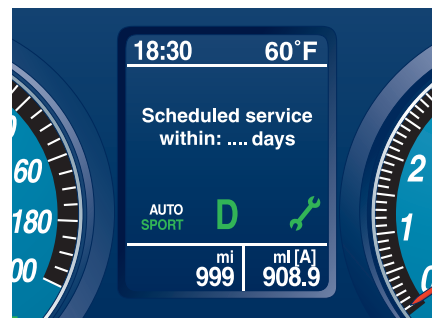 18:30 60°F
Scheduled service
within: .... days
AUTO
SPORT
D
mi
999
ml [A]
908.9
60
180
00
2
1
0